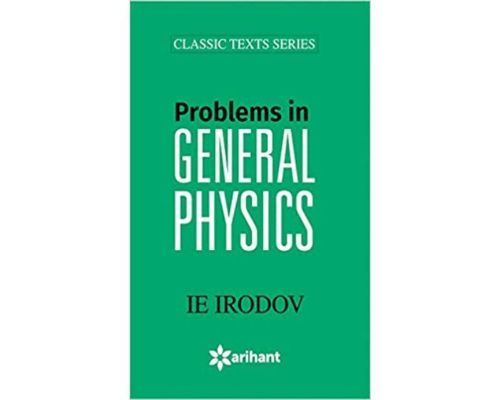 CLASSIC TEXTS SERIES
Problems in
GENERAL
PHYSICS
IE IRODOV
arihant